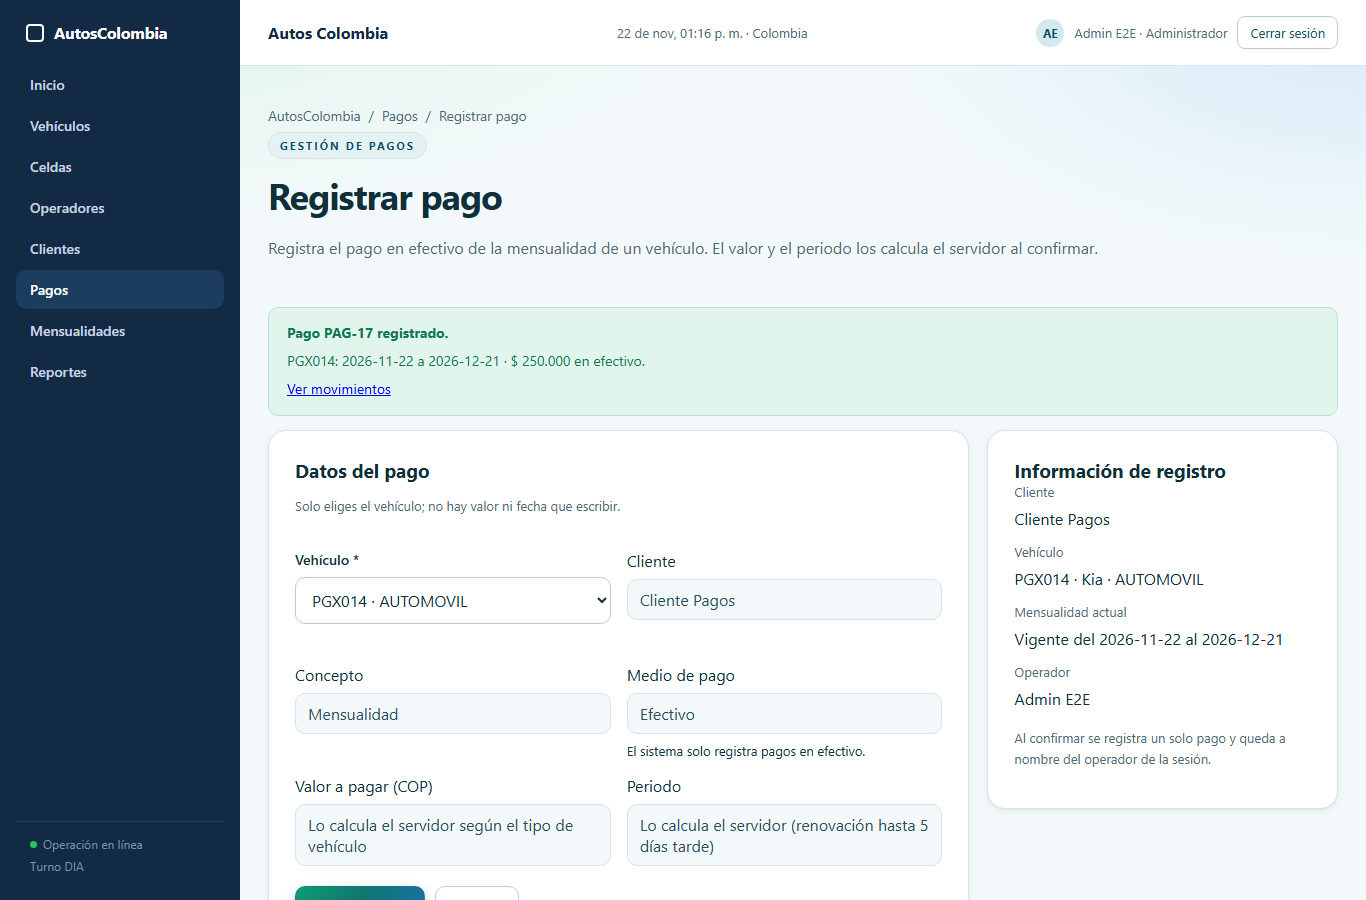 AutosColombia
Inicio
Vehículos
Celdas
Operadores
Clientes
Pagos
Mensualidades
Reportes
Operación en línea
Turno DIA
Autos Colombia
22 de nov, 01:16 p. m. · Colombia
AE
Admin E2E · Administrador
Cerrar sesión
AutosColombia / Pagos / Registrar pago
GESTIÓN DE PAGOS
Registrar pago
Registra el pago en efectivo de la mensualidad de un vehículo. El valor y el periodo los calcula el servidor al confirmar.
Pago PAG-17 registrado.
PGX014: 2026-11-22 a 2026-12-21 · $ 250.000 en efectivo.
Ver movimientos
Datos del pago
Solo eliges el vehículo; no hay valor ni fecha que escribir.
Vehículo *
PGX014 · AUTOMOVIL
Cliente
Cliente Pagos
Concepto
Mensualidad
Medio de pago
Efectivo
El sistema solo registra pagos en efectivo.
Valor a pagar (COP)
Lo calcula el servidor según el tipo de
vehículo
Periodo
Lo calcula el servidor (renovación hasta 5
días tarde)
Información de registro
Cliente
Cliente Pagos
Vehículo
PGX014 · Kia · AUTOMOVIL
Mensualidad actual
Vigente del 2026-11-22 al 2026-12-21
Operador
Admin E2E
Al confirmar se registra un solo pago y queda a
nombre del operador de la sesión.